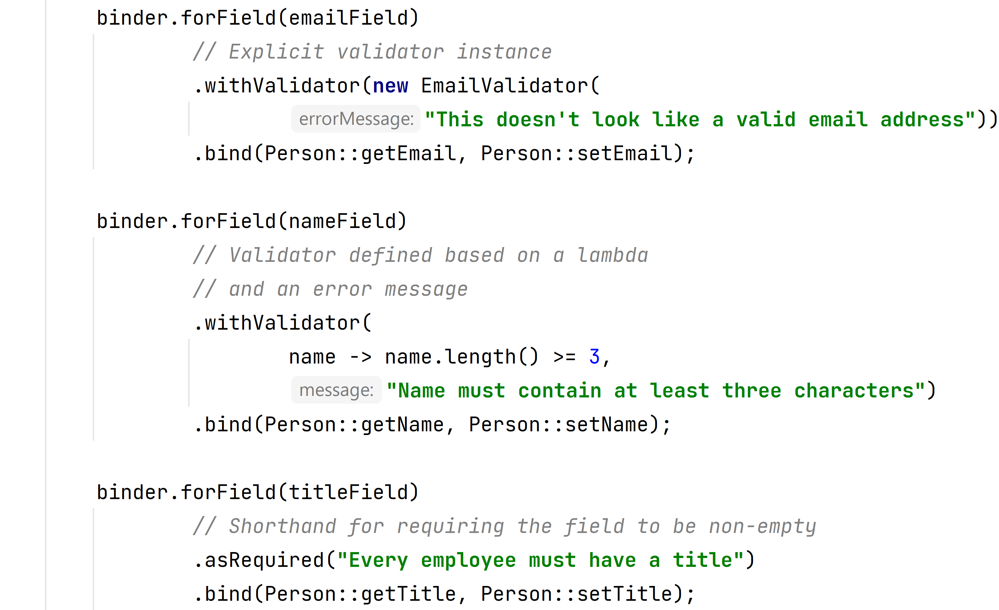 binder.forField(emailField)
// Explicit validator instance
.withValidator(new EmailValidator(
errorMessage: "This doesn't look like a valid email address"))
.bind(Person::getEmail, Person::setEmail);
binder.forField(nameField)
// Validator defined based on a lambda
// and an error message
.withValidator(
name -> name.length() >= 3,
message: "Name must contain at least three characters")
.bind(Person::getName, Person::setName);
binder.forField(titleField)
// Shorthand for requiring the field to be non-empty
.asRequired("Every employee must have a title")
.bind(Person::getTitle, Person::setTitle);